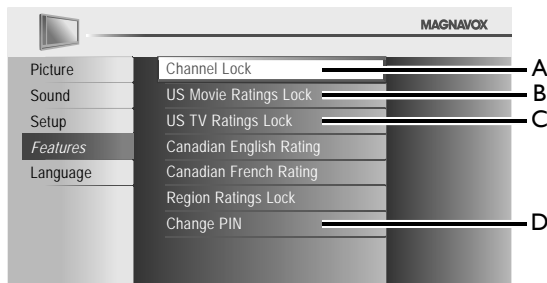 MAGNAVOX
Picture
Sound
Setup
Features
Language
Channel Lock
US Movie Ratings Lock
US TV Ratings Lock
Canadian English Rating
Canadian French Rating
Region Ratings Lock
Change PIN
A
B
C
D